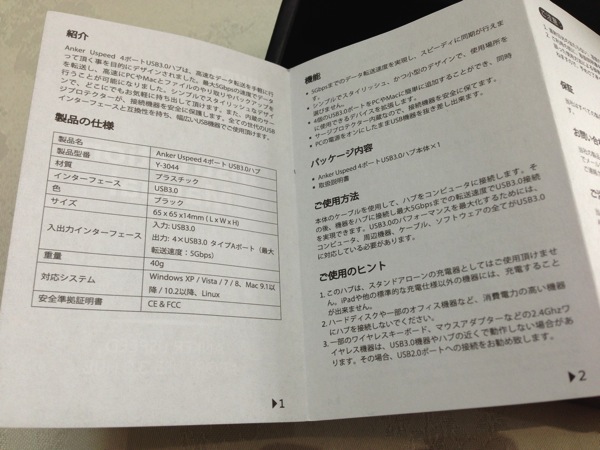 紹介
Anker Uspeed 4ポートUSB3.0ハブは、高速なデータ転送を手軽に行
って頂く事を目的にデザインされました。最大5Gbpsの速度でデータ
を転送し、高速にPCやMacとファイルのやり取りやバックアップを
行うことが可能になりました。シンプルでスタイリッシュなデザイ
ンで、どこにでもお気軽に持ち出して頂けます。また、内蔵のサー
ジプロテクターが、接続機器を安全に保護します。全ての世代のUSB
インターフェースと互換性を持ち、幅広いUSB機器でご使用頂けます。
製品の仕様
製品名 Anker Uspeed 4ポート USB3.0ハブ
製品型番 Y-3044
材質 プラスチック
インターフェース USB3.0
色 ブラック
サイズ 65 x 65 x14mm ( L x W x H)
入出力インターフェース 入力: USB3.0
出力: 4×USB3.0 タイプAポート（最大
転送速度：5Gbps）
重量 40g
対応システム Windows XP / Vista / 7 / 8、Mac 9.1以
降 / 10.2以降、Linux
安全準拠証明書 CE & FCC
▶1
機能
• 5Gbpsまでのデータ転送速度を実現し、スピーディに同期が行えま
す。
• シンプルでスタイリッシュ、かつ小型のデザインで、使用場所を
選びません。
• 4個のUSB3.0ポートをPCやMacに簡単に追加することができ、同時
に使用できるデバイスを拡張します。
• サージプロテクター内蔵なので、接続機器を安全に保てます。
• PCの電源をオンにしたままUSB機器を抜き差し出来ます。
パッケージ内容
• Anker Uspeed 4ポートUSB3.0ハブ本体×1
• 取扱説明書
ご使用方法
本体のケーブルを使用して、ハブをコンピュータに接続します。そ
の後、機器をハブに接続し最大5Gbpsまでの転送速度でUSB3.0接続
を実現できます。USB3.0のパフォーマンスを最大化するためには、
コンピュータ、周辺機器、ケーブル、ソフトウェアの全てがUSB3.0
に対応している必要があります。
ご使用のヒント
1. このハブは、スタンドアローンの充電器としてはご使用頂けませ
ん。iPadや他の標準的な充電仕様以外の機器には、充電すること
が出来ません。
2. ハードディスクや一部のオフィス機器など、消費電力の高い機器
にハブを接続しないでください。
3. 一部のワイヤレスキーボード、マウスアダプターなどの2.4Ghzワ
イヤレス機器は、USB3.0機器やハブの近くで動作しない場合があ
ります。その場合、USB2.0ポートへの接続をお勧め致します。
▶2
保証
お問い合